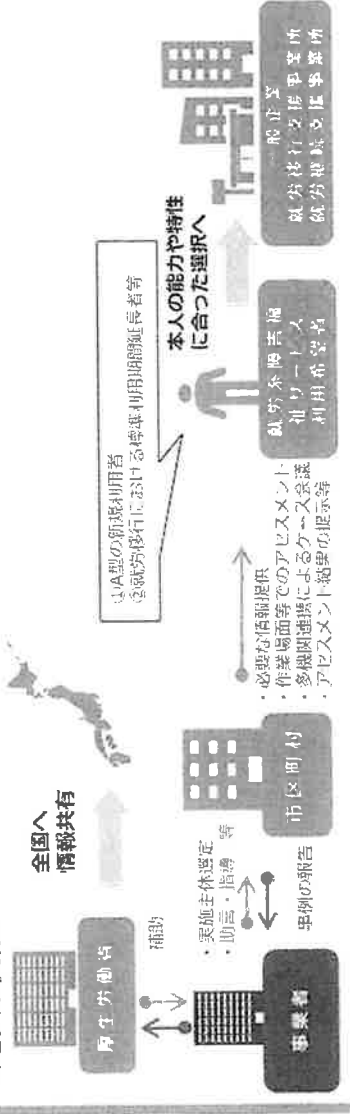 全国へ
情報共有
厚生労働省
補助
事業者
・実施主体選定
・助言・指導 等
事例の報告
市区町村
・必要な情報提供
・作業場面等でのアセスメント
・多機関連携によるケース会議
・アセスメント結果の提示等
①A型の新規利用者
②就労移行における標準利用期間延長者等
就労系障害福
祉サービス
利用希望者
本人の能力や特性
に合った選択へ
一般企業
就労移行支援事業所
就労継続支援事業所